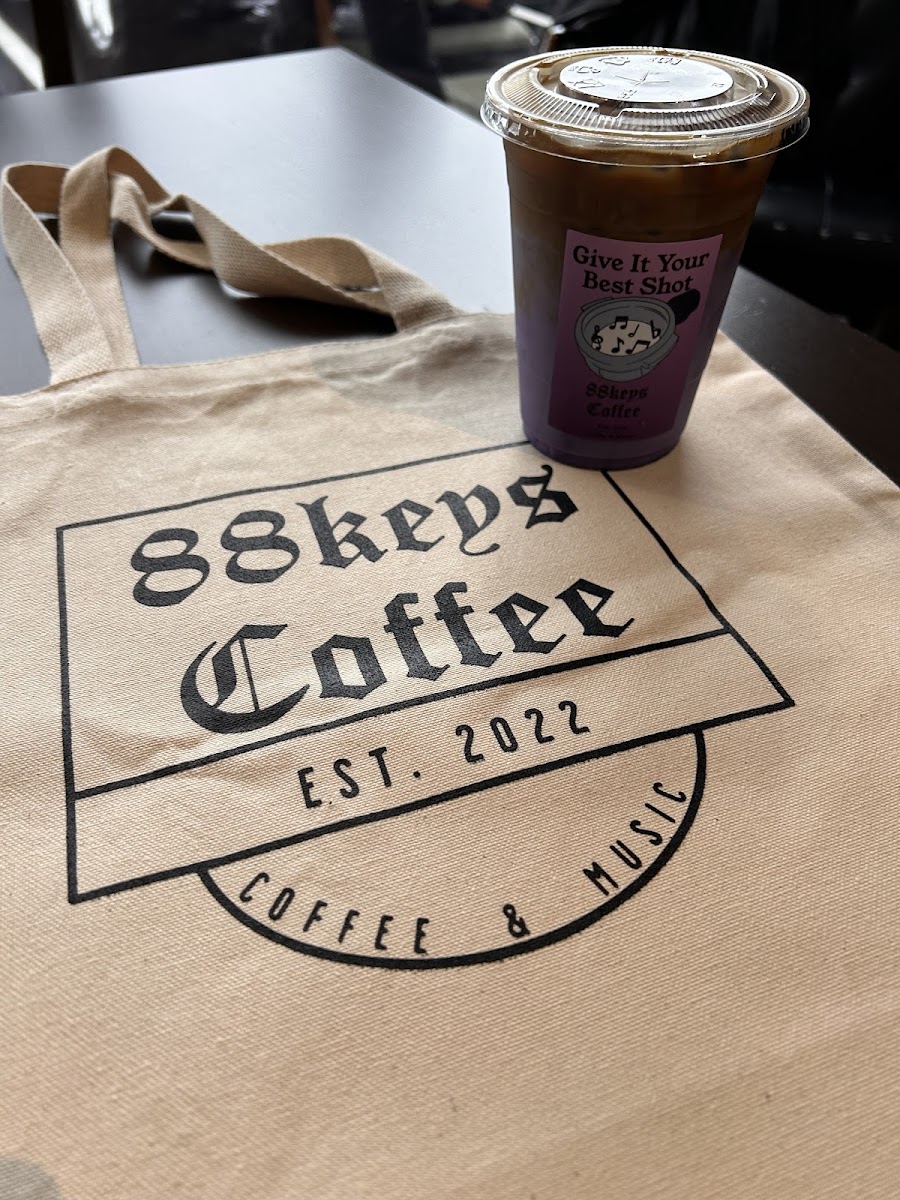 Give It Your
Best Shot
88keys
Coffee
88keys
Coffee
EST. 2022
COFFEE & MUSIC